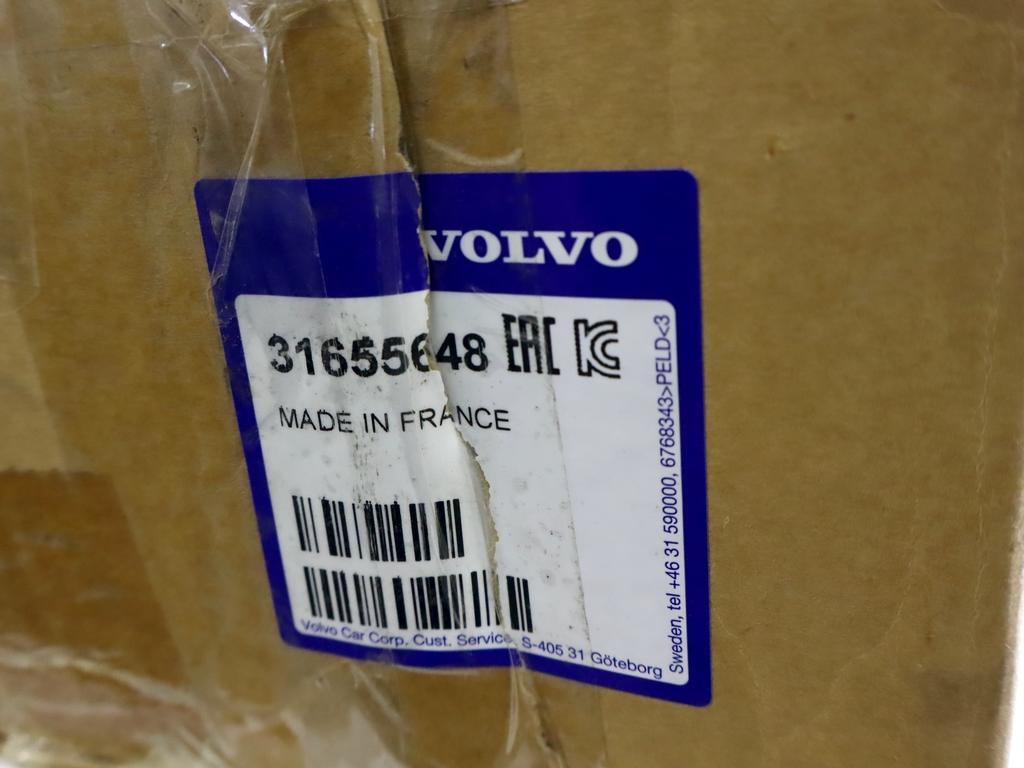 VOLVO
31655648 EAC KC
MADE IN FRANCE
Volvo Car Corp. Cust. Service, S-405 31 Göteborg
Sweden, tel +46 31 590000, 6768343>PELD<3